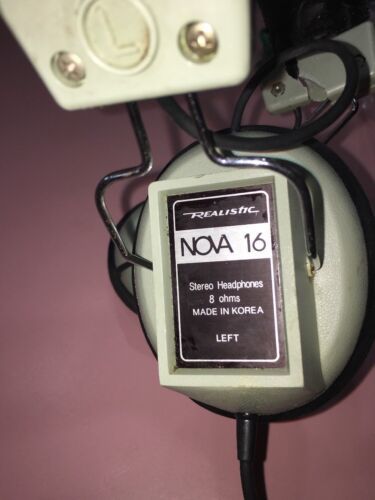 L
REALISTIC
NOVA 16
Stereo Headphones
8 ohms
MADE IN KOREA
LEFT